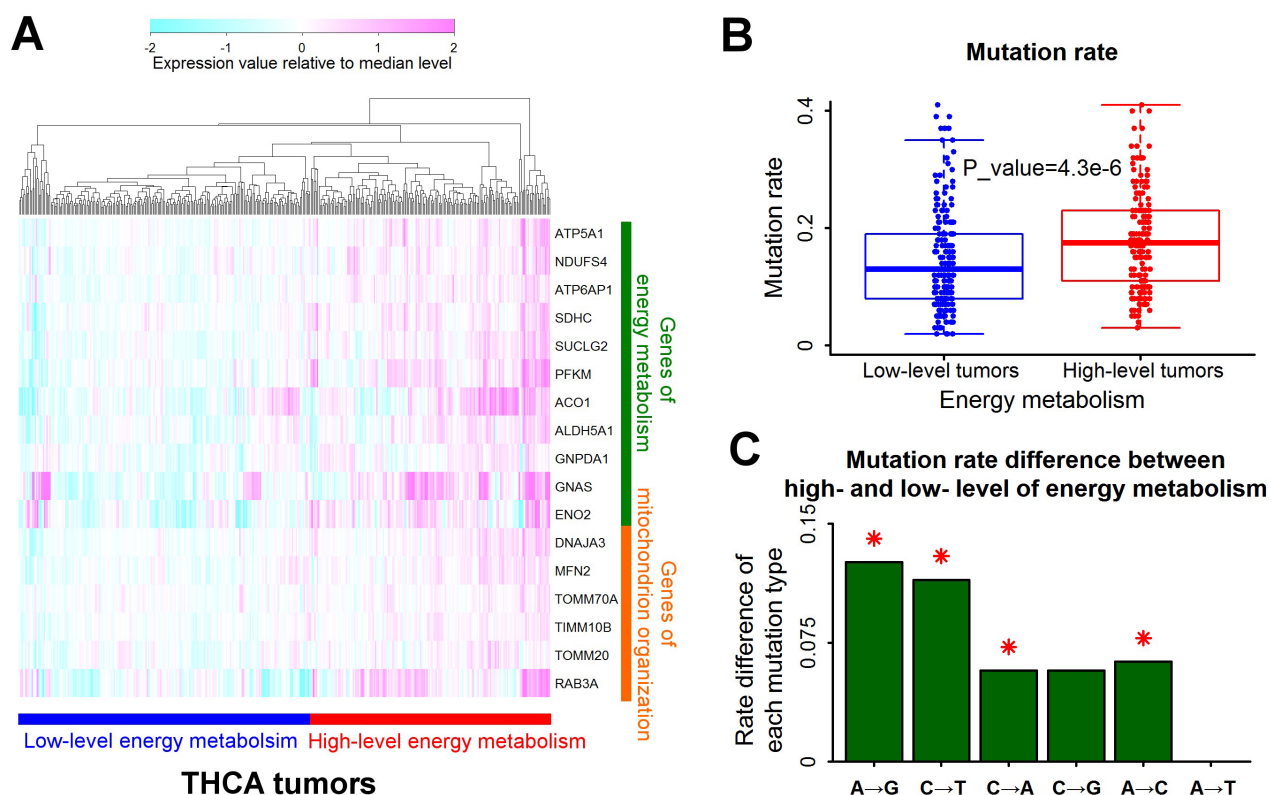 A
-2 -1 0 1 2
Expression value relative to median level
ATP5A1
NDUFS4
ATP6AP1
SDHC
SUCLG2
PFKM
ACO1
ALDH5A1
GNPDA1
GNAS
ENO2
DNAJA3
MFN2
TOMM70A
TIMM10B
TOMM20
RAB3A
Genes of
energy metabolism
Genes of
mitochondrion organization
Low-level energy metabolsim High-level energy metabolism
THCA tumors
B
Mutation rate
Mutation rate
0.4
0.2
0
P_value=4.3e-6
Low-level tumors High-level tumors
Energy metabolism
C
Mutation rate difference between
high- and low- level of energy metabolism
Rate difference of
each mutation type
0.15
0.075
0
* * * *
A→G C→T C→A C→G A→C A→T